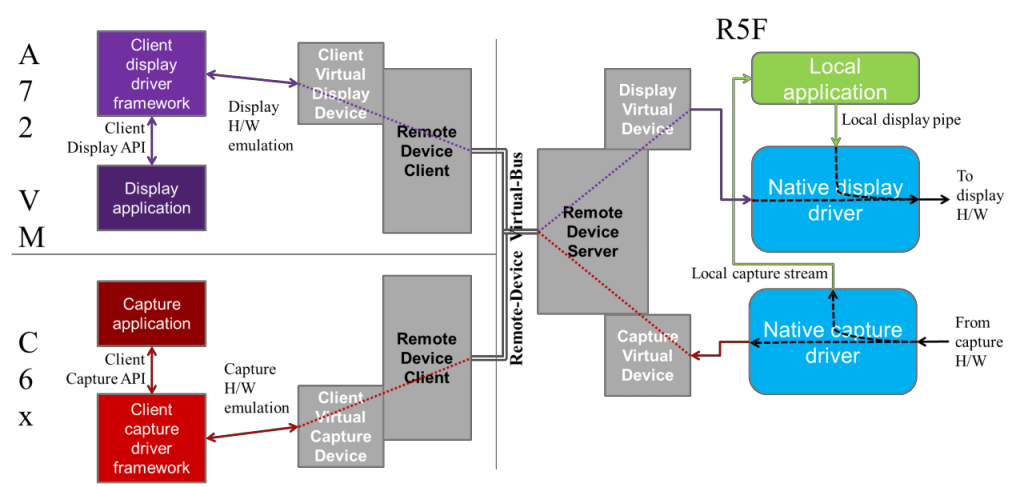 R5F
A
7
2
V
M
Client
display
driver
framework
Client
Display API
Display
application
Display
H/W
emulation
Client
Virtual
Display
Device
Remote
Device
Client
C
6
x
Capture
application
Client
Capture API
Client
capture
driver
framework
Capture
H/W
emulation
Client
Virtual
Capture
Device
Remote
Device
Client
Remote-Device Virtual-Bus
Display
Virtual
Device
Remote
Device
Server
Capture
Virtual
Device
Local
application
Local display pipe
Native display
driver
To
display
H/W
Local capture stream
Native capture
driver
From
capture
H/W